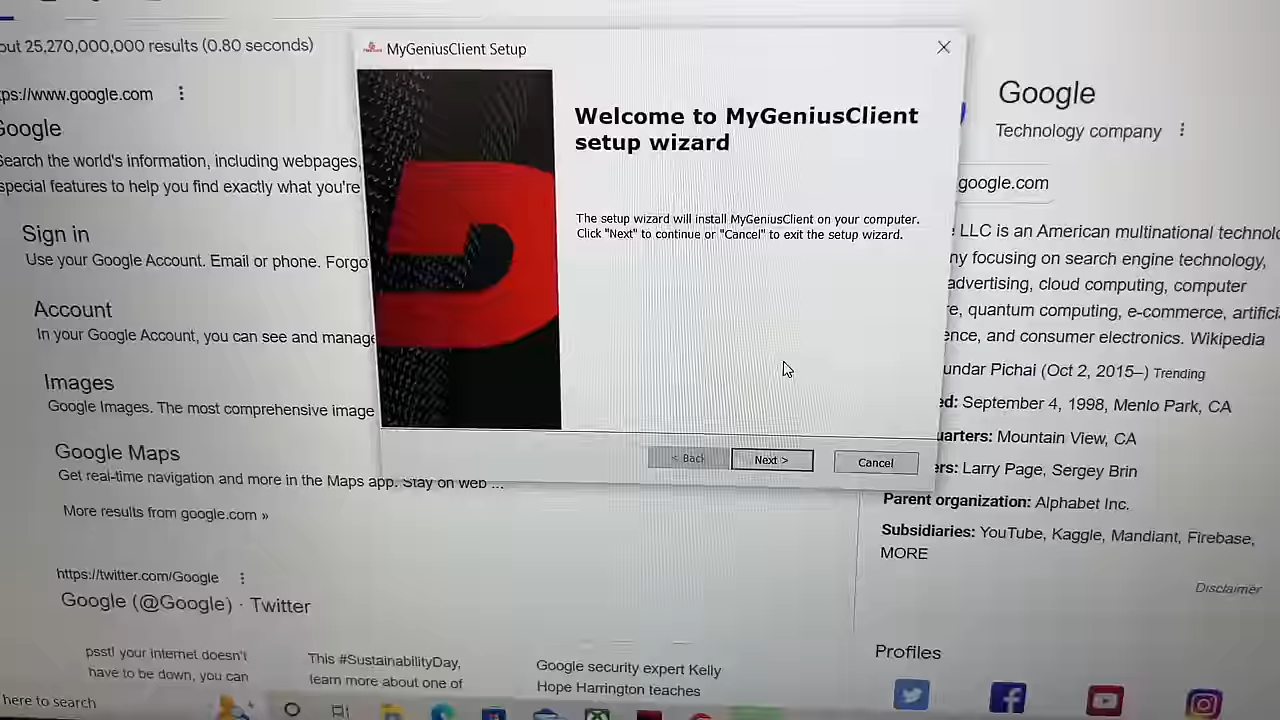 out 25,270,000,000 results (0.80 seconds)
ps://www.google.com
Google
Search the world's information, including webpages,
special features to help you find exactly what you're
Sign in
Use your Google Account. Email or phone. Forgo
Account
In your Google Account, you can see and manage
Images
Google Images. The most comprehensive image
Google Maps
Get real-time navigation and more in the Maps app. Stay on web ...
More results from google.com »
https://twitter.com/Google
Google (@Google) · Twitter
psst! your internet doesn't
have to be down, you can
This #SustainabilityDay,
learn more about one of
Google security expert Kelly
Hope Harrington teaches
here to search
MyGeniusClient Setup
Welcome to MyGeniusClient
setup wizard
The setup wizard will install MyGeniusClient on your computer.
Click "Next" to continue or "Cancel" to exit the setup wizard.
< Back
Next >
Cancel
Google
Technology company
google.com
LLC is an American multinational technolo
ny focusing on search engine technology,
advertising, cloud computing, computer
e, quantum computing, e-commerce, artifici
ence, and consumer electronics. Wikipedia
undar Pichai (Oct 2, 2015–) Trending
ed: September 4, 1998, Menlo Park, CA
uarters: Mountain View, CA
ers: Larry Page, Sergey Brin
Parent organization: Alphabet Inc.
Subsidiaries: YouTube, Kaggle, Mandiant, Firebase,
MORE
Disclaimer
Profiles